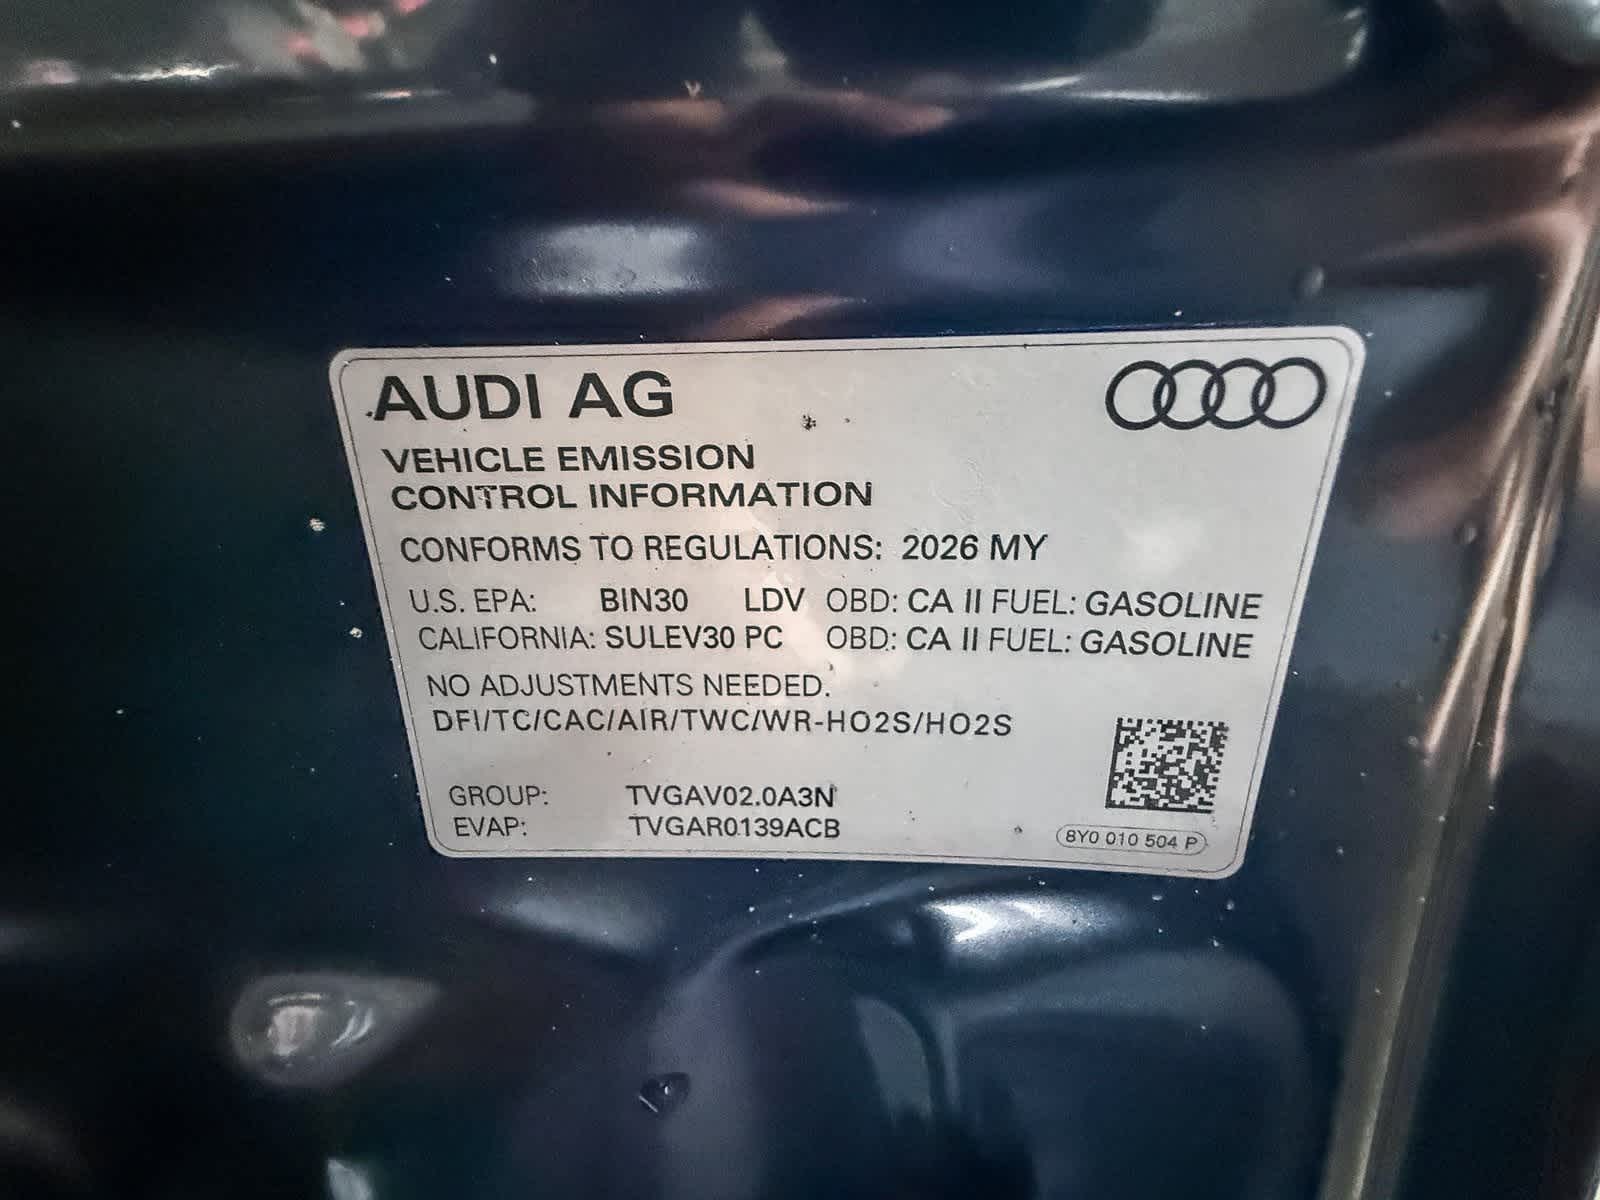 AUDI AG
VEHICLE EMISSION
CONTROL INFORMATION
CONFORMS TO REGULATIONS: 2026 MY
U.S. EPA: BIN30 LDV OBD: CA II FUEL: GASOLINE
CALIFORNIA: SULEV30 PC OBD: CA II FUEL: GASOLINE
NO ADJUSTMENTS NEEDED.
DFI/TC/CAC/AIR/TWC/WR-HO2S/HO2S
GROUP: TVGAV02.0A3N
EVAP: TVGAR0139ACB
8Y0 010 504 P